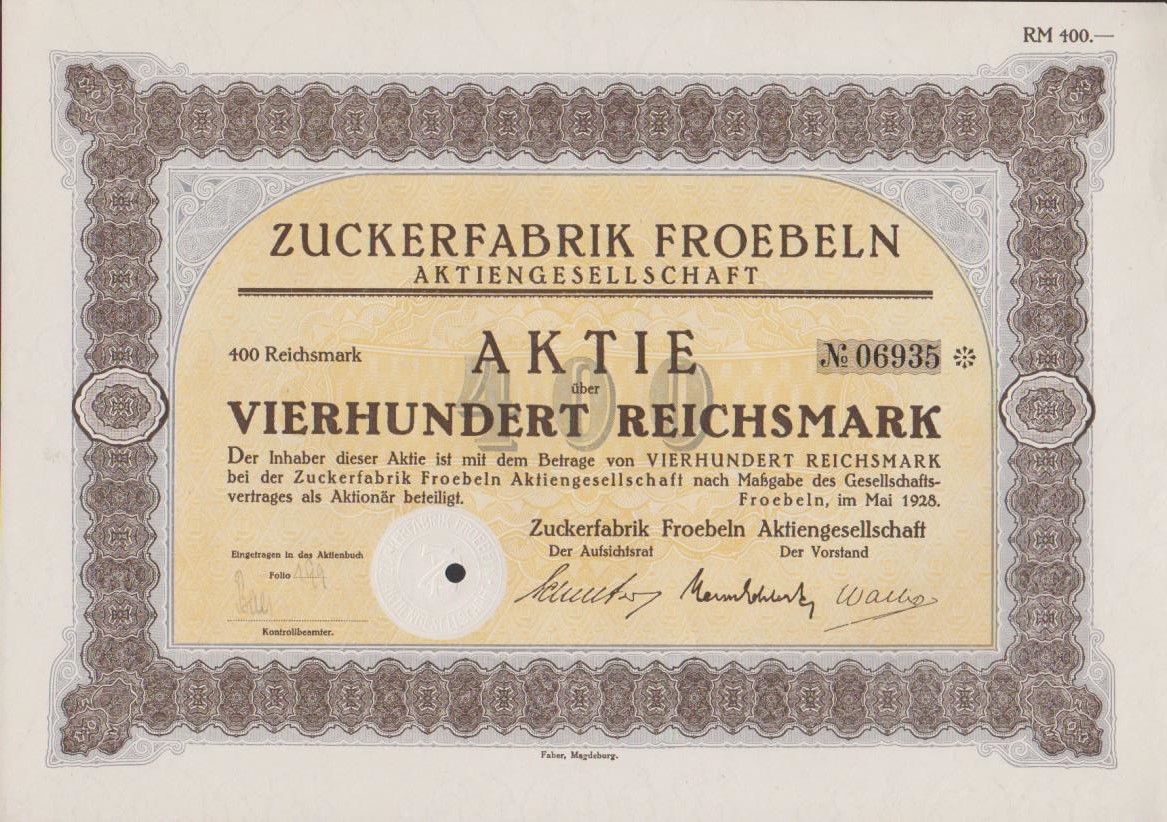 RM 400.—
ZUCKERFABRIK FROEBELN
AKTIENGESELLSCHAFT
400 Reichsmark
AKTIE
№ 06935
über
400
VIERHUNDERT REICHSMARK
Der Inhaber dieser Aktie ist mit dem Betrage von VIERHUNDERT REICHSMARK
bei der Zuckerfabrik Froebeln Aktiengesellschaft nach Maßgabe des Gesellschafts-
vertrages als Aktionär beteiligt.
Froebeln, im Mai 1928.
Zuckerfabrik Froebeln Aktiengesellschaft
Der Aufsichtsrat
Der Vorstand
Eingetragen in das Aktienbuch
Folio
Kontrollbeamter.
Faber, Magdeburg.